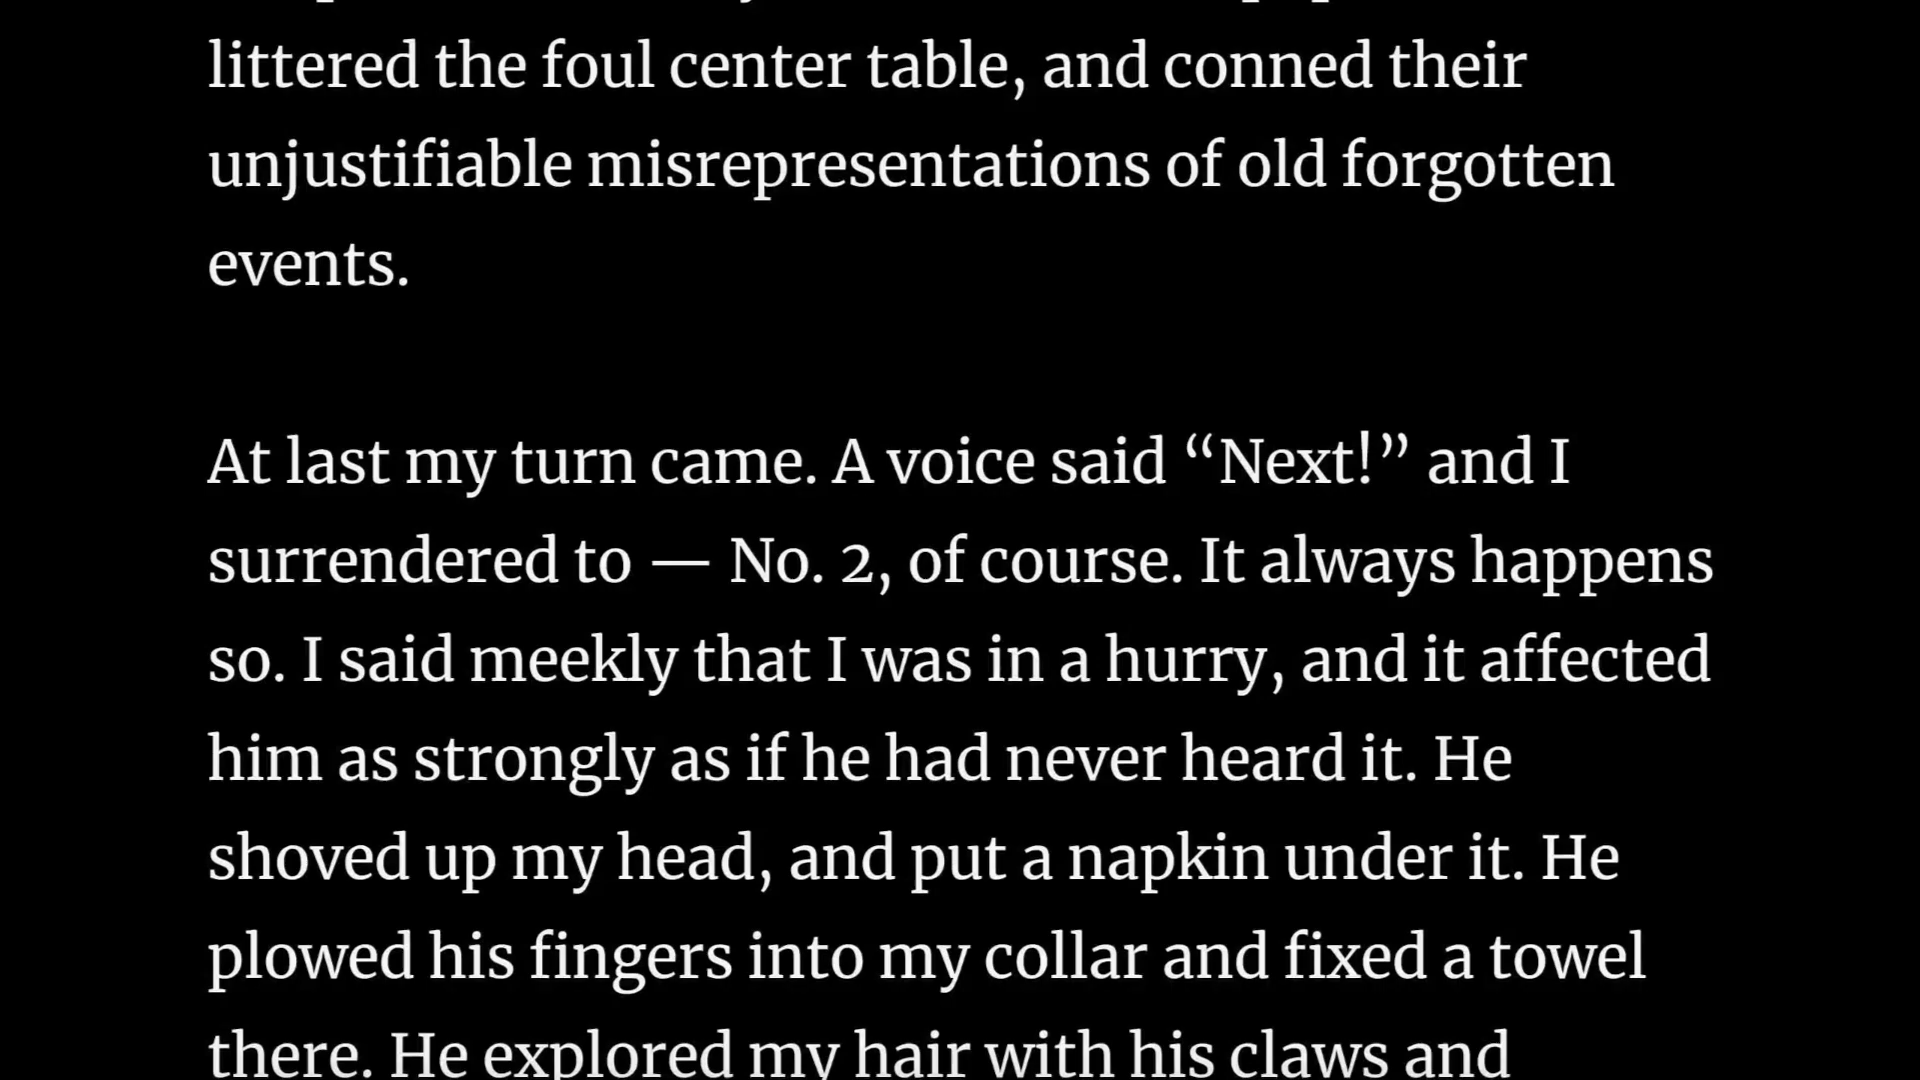 littered the foul center table, and conned their
unjustifiable misrepresentations of old forgotten
events.
At last my turn came. A voice said “Next!” and I
surrendered to — No. 2, of course. It always happens
so. I said meekly that I was in a hurry, and it affected
him as strongly as if he had never heard it. He
shoved up my head, and put a napkin under it. He
plowed his fingers into my collar and fixed a towel
there. He explored my hair with his claws and